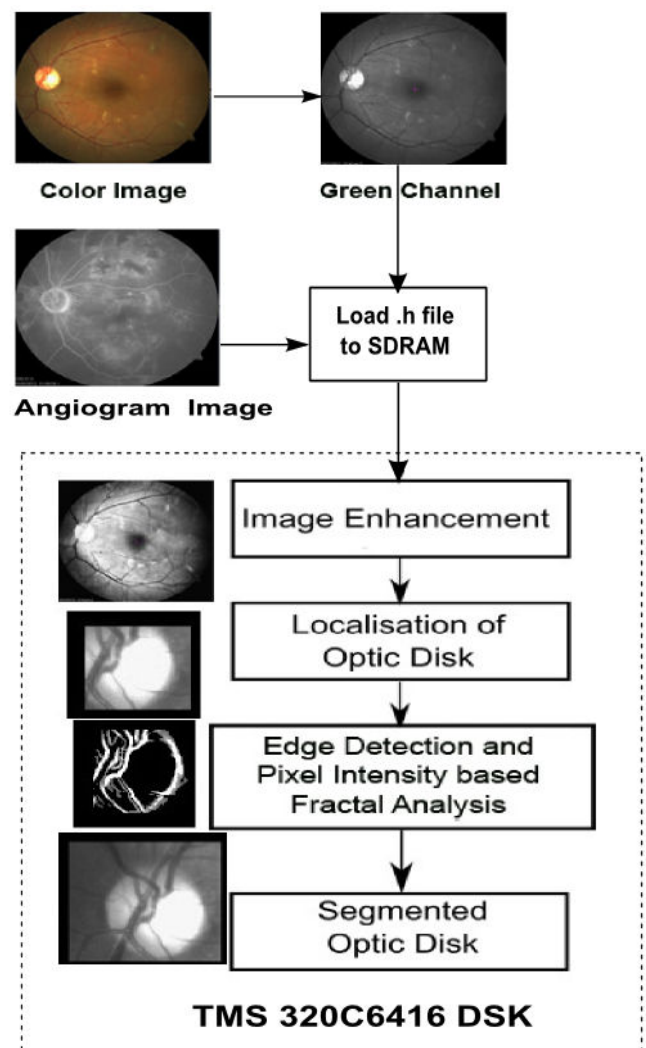 Color Image
Green Channel
Load .h file
to SDRAM
Angiogram Image
Image Enhancement
Localisation of
Optic Disk
Edge Detection and
Pixel Intensity based
Fractal Analysis
Segmented
Optic Disk
TMS 320C6416 DSK